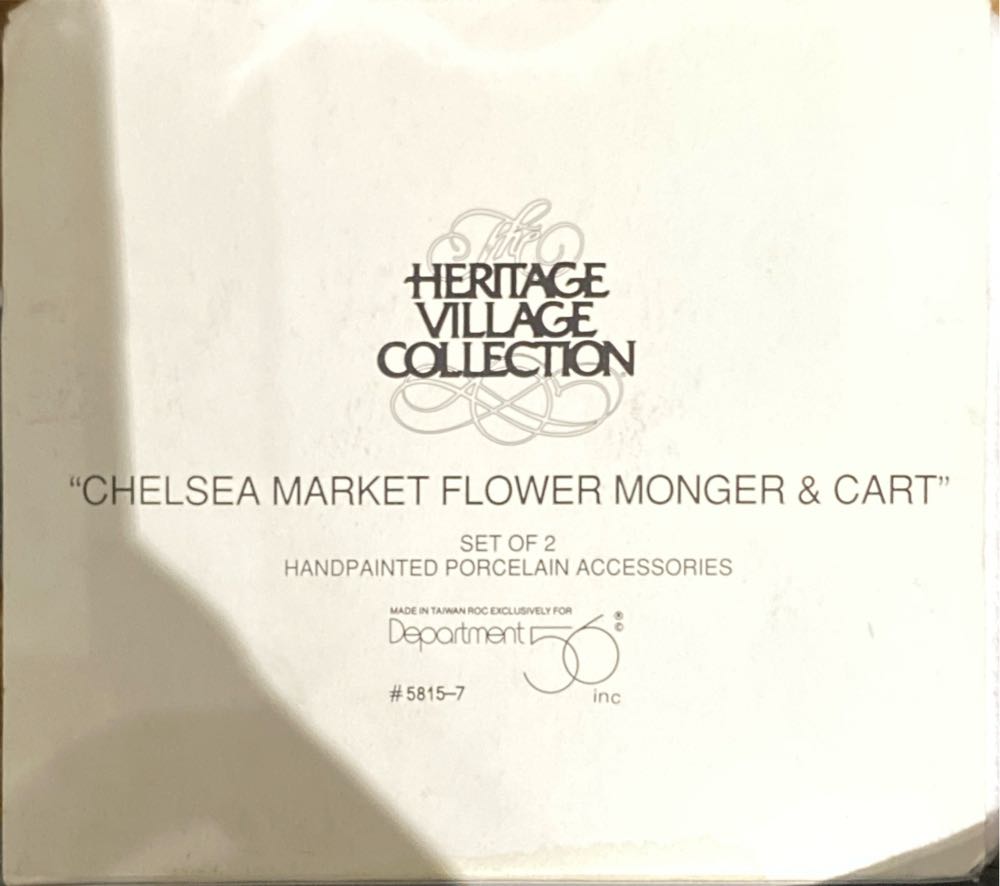 The
HERITAGE
VILLAGE
COLLECTION
“CHELSEA MARKET FLOWER MONGER & CART”
SET OF 2
HANDPAINTED PORCELAIN ACCESSORIES
MADE IN TAIWAN ROC EXCLUSIVELY FOR
Department 56 ® ©
inc
# 5815–7